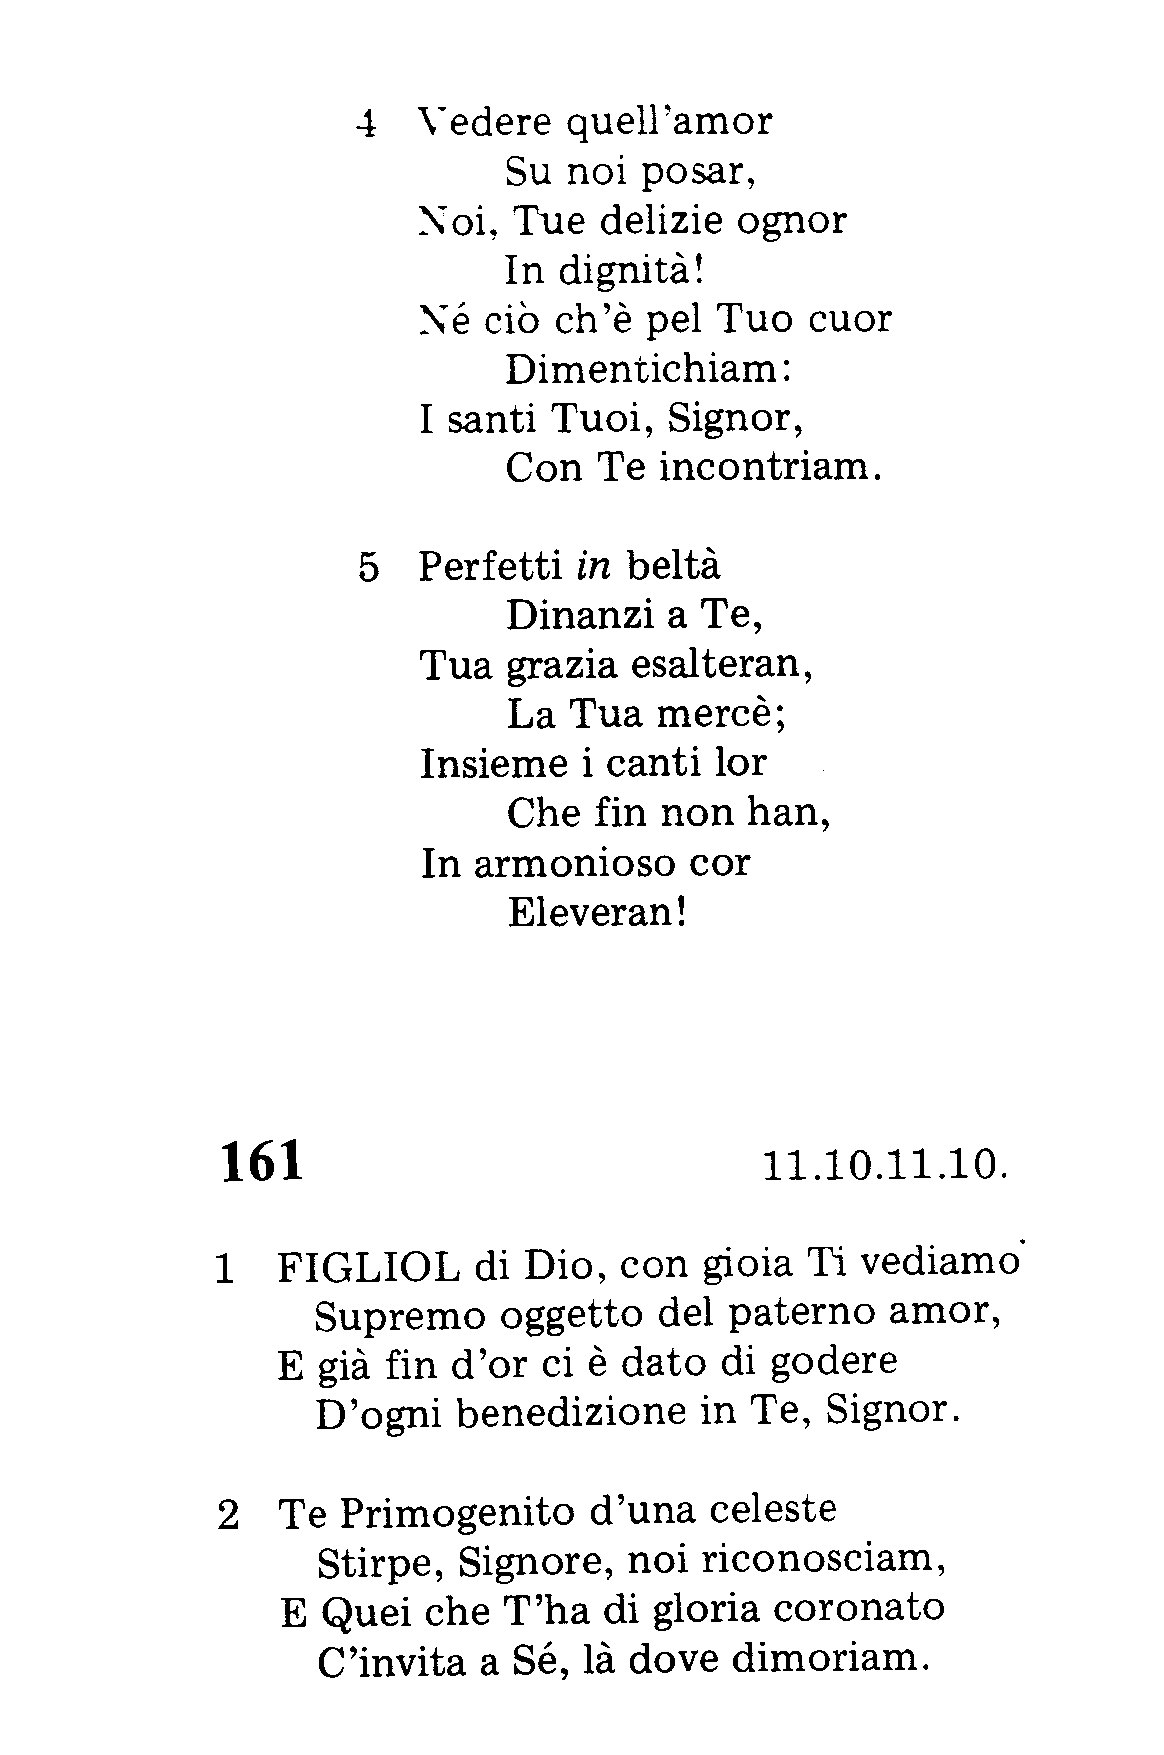 4 Vedere quell'amor
Su noi posar,
Noi, Tue delizie ognor
In dignità!
Né ciò ch'è pel Tuo cuor
Dimentichiam:
I santi Tuoi, Signor,
Con Te incontriam.
5 Perfetti in beltà
Dinanzi a Te,
Tua grazia esalteran,
La Tua mercè;
Insieme i canti lor
Che fin non han,
In armonioso cor
Eleveran!
161 11.10.11.10.
1 FIGLIOL di Dio, con gioia Ti vediamo
Supremo oggetto del paterno amor,
E già fin d'or ci è dato di godere
D'ogni benedizione in Te, Signor.
2 Te Primogenito d'una celeste
Stirpe, Signore, noi riconosciam,
E Quei che T'ha di gloria coronato
C'invita a Sé, là dove dimoriam.